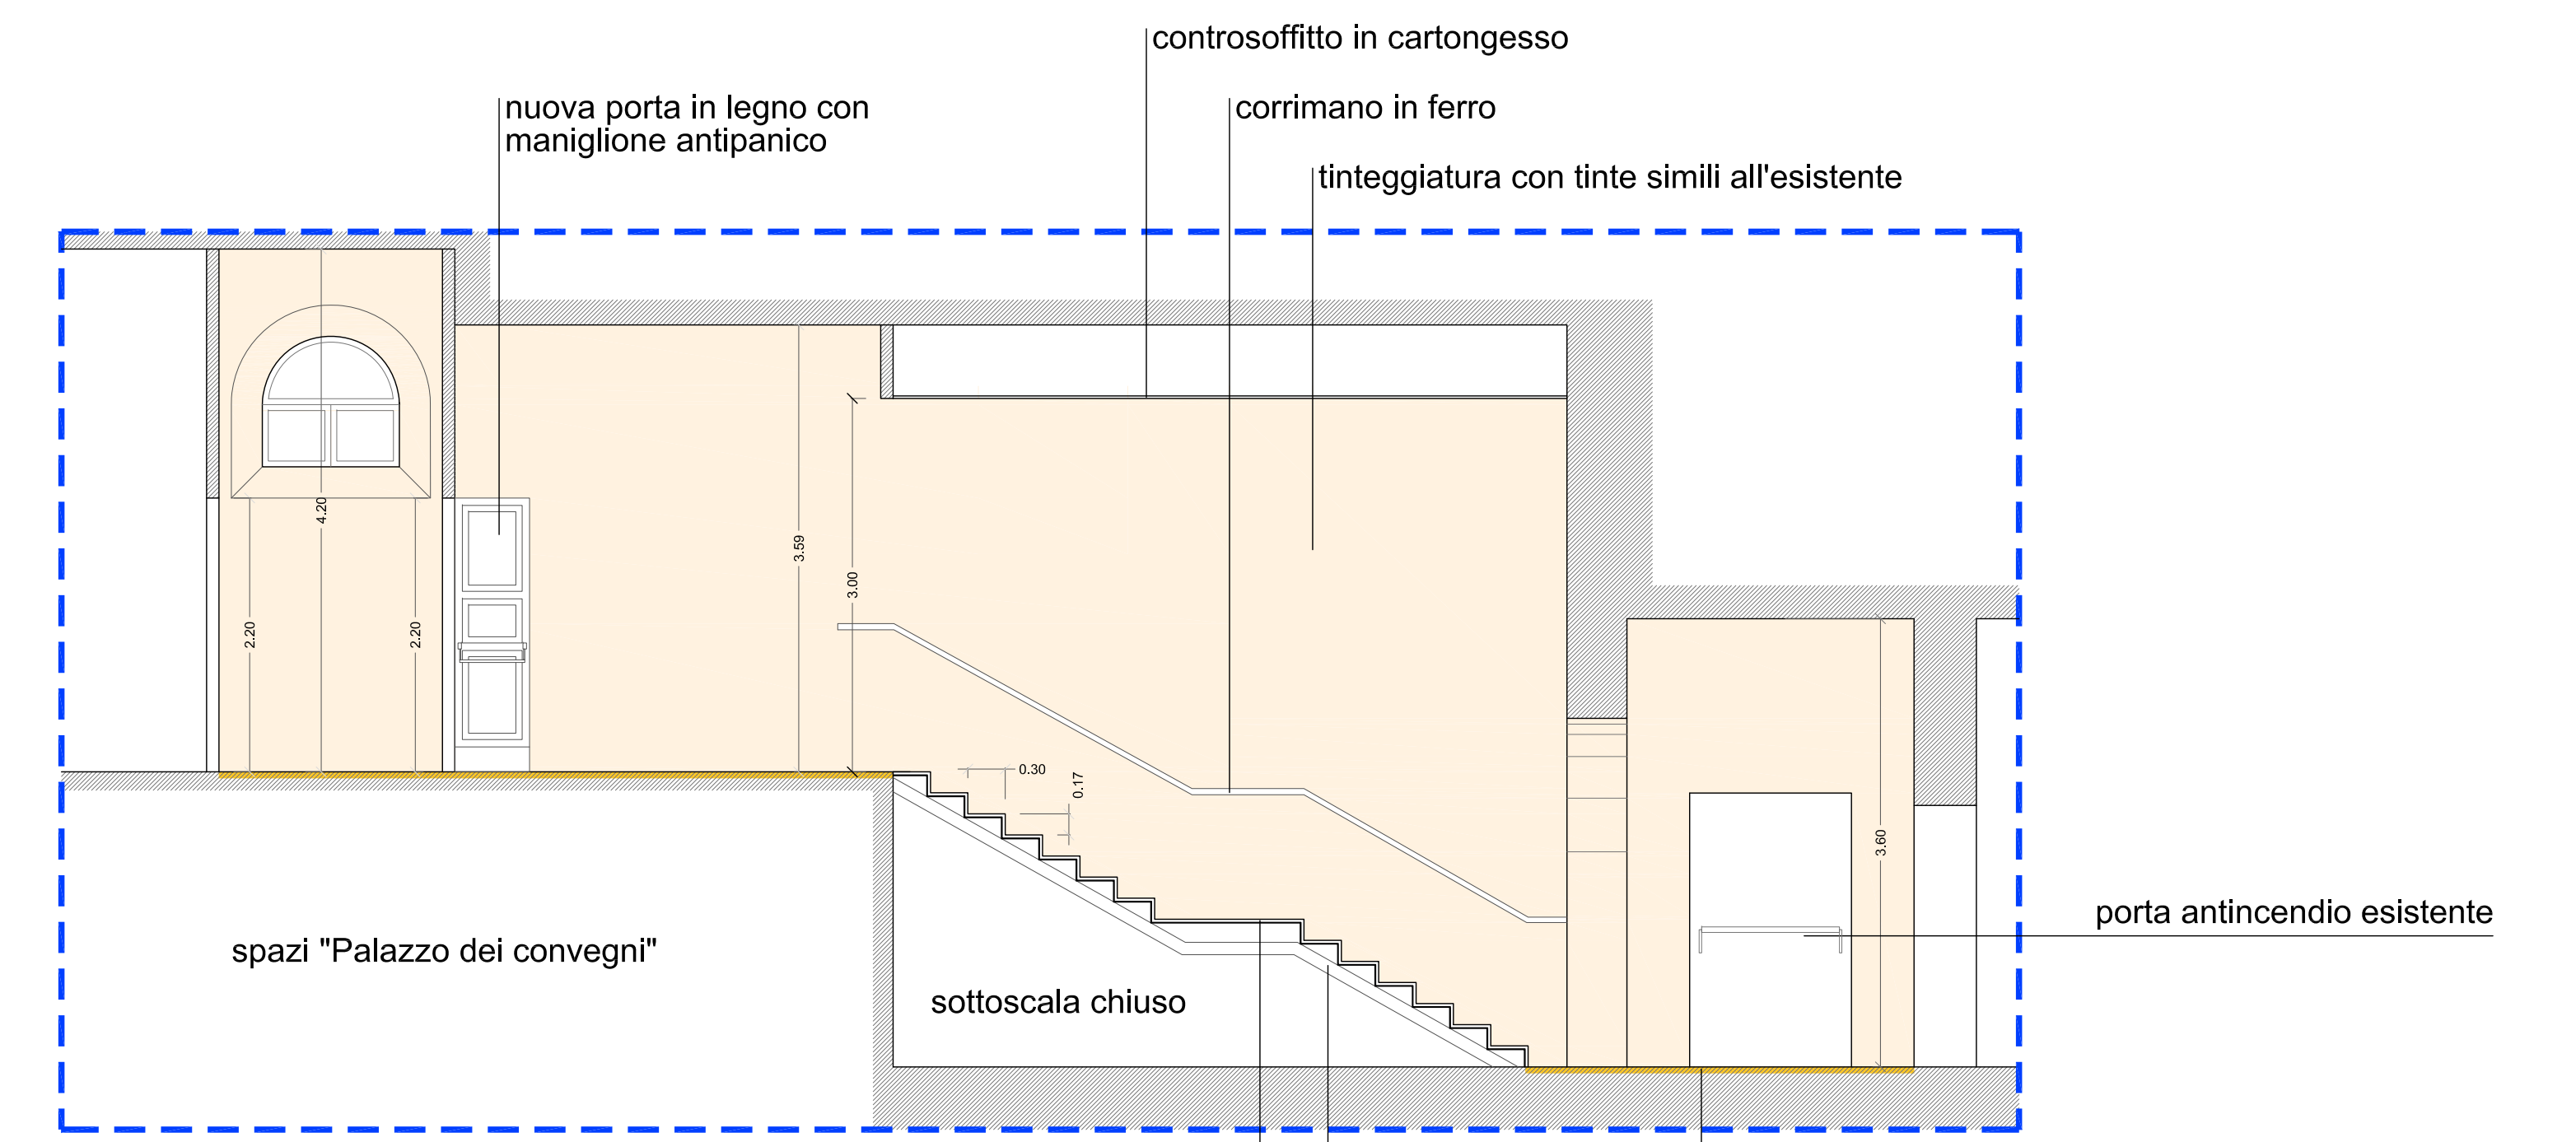 controsoffitto in cartongesso
nuova porta in legno con
maniglione antipanico
corrimano in ferro
tinteggiatura con tinte simili all'esistente
4.20
3.59
3.00
2.20
2.20
0.30
0.17
3.60
porta antincendio esistente
spazi "Palazzo dei convegni"
sottoscala chiuso